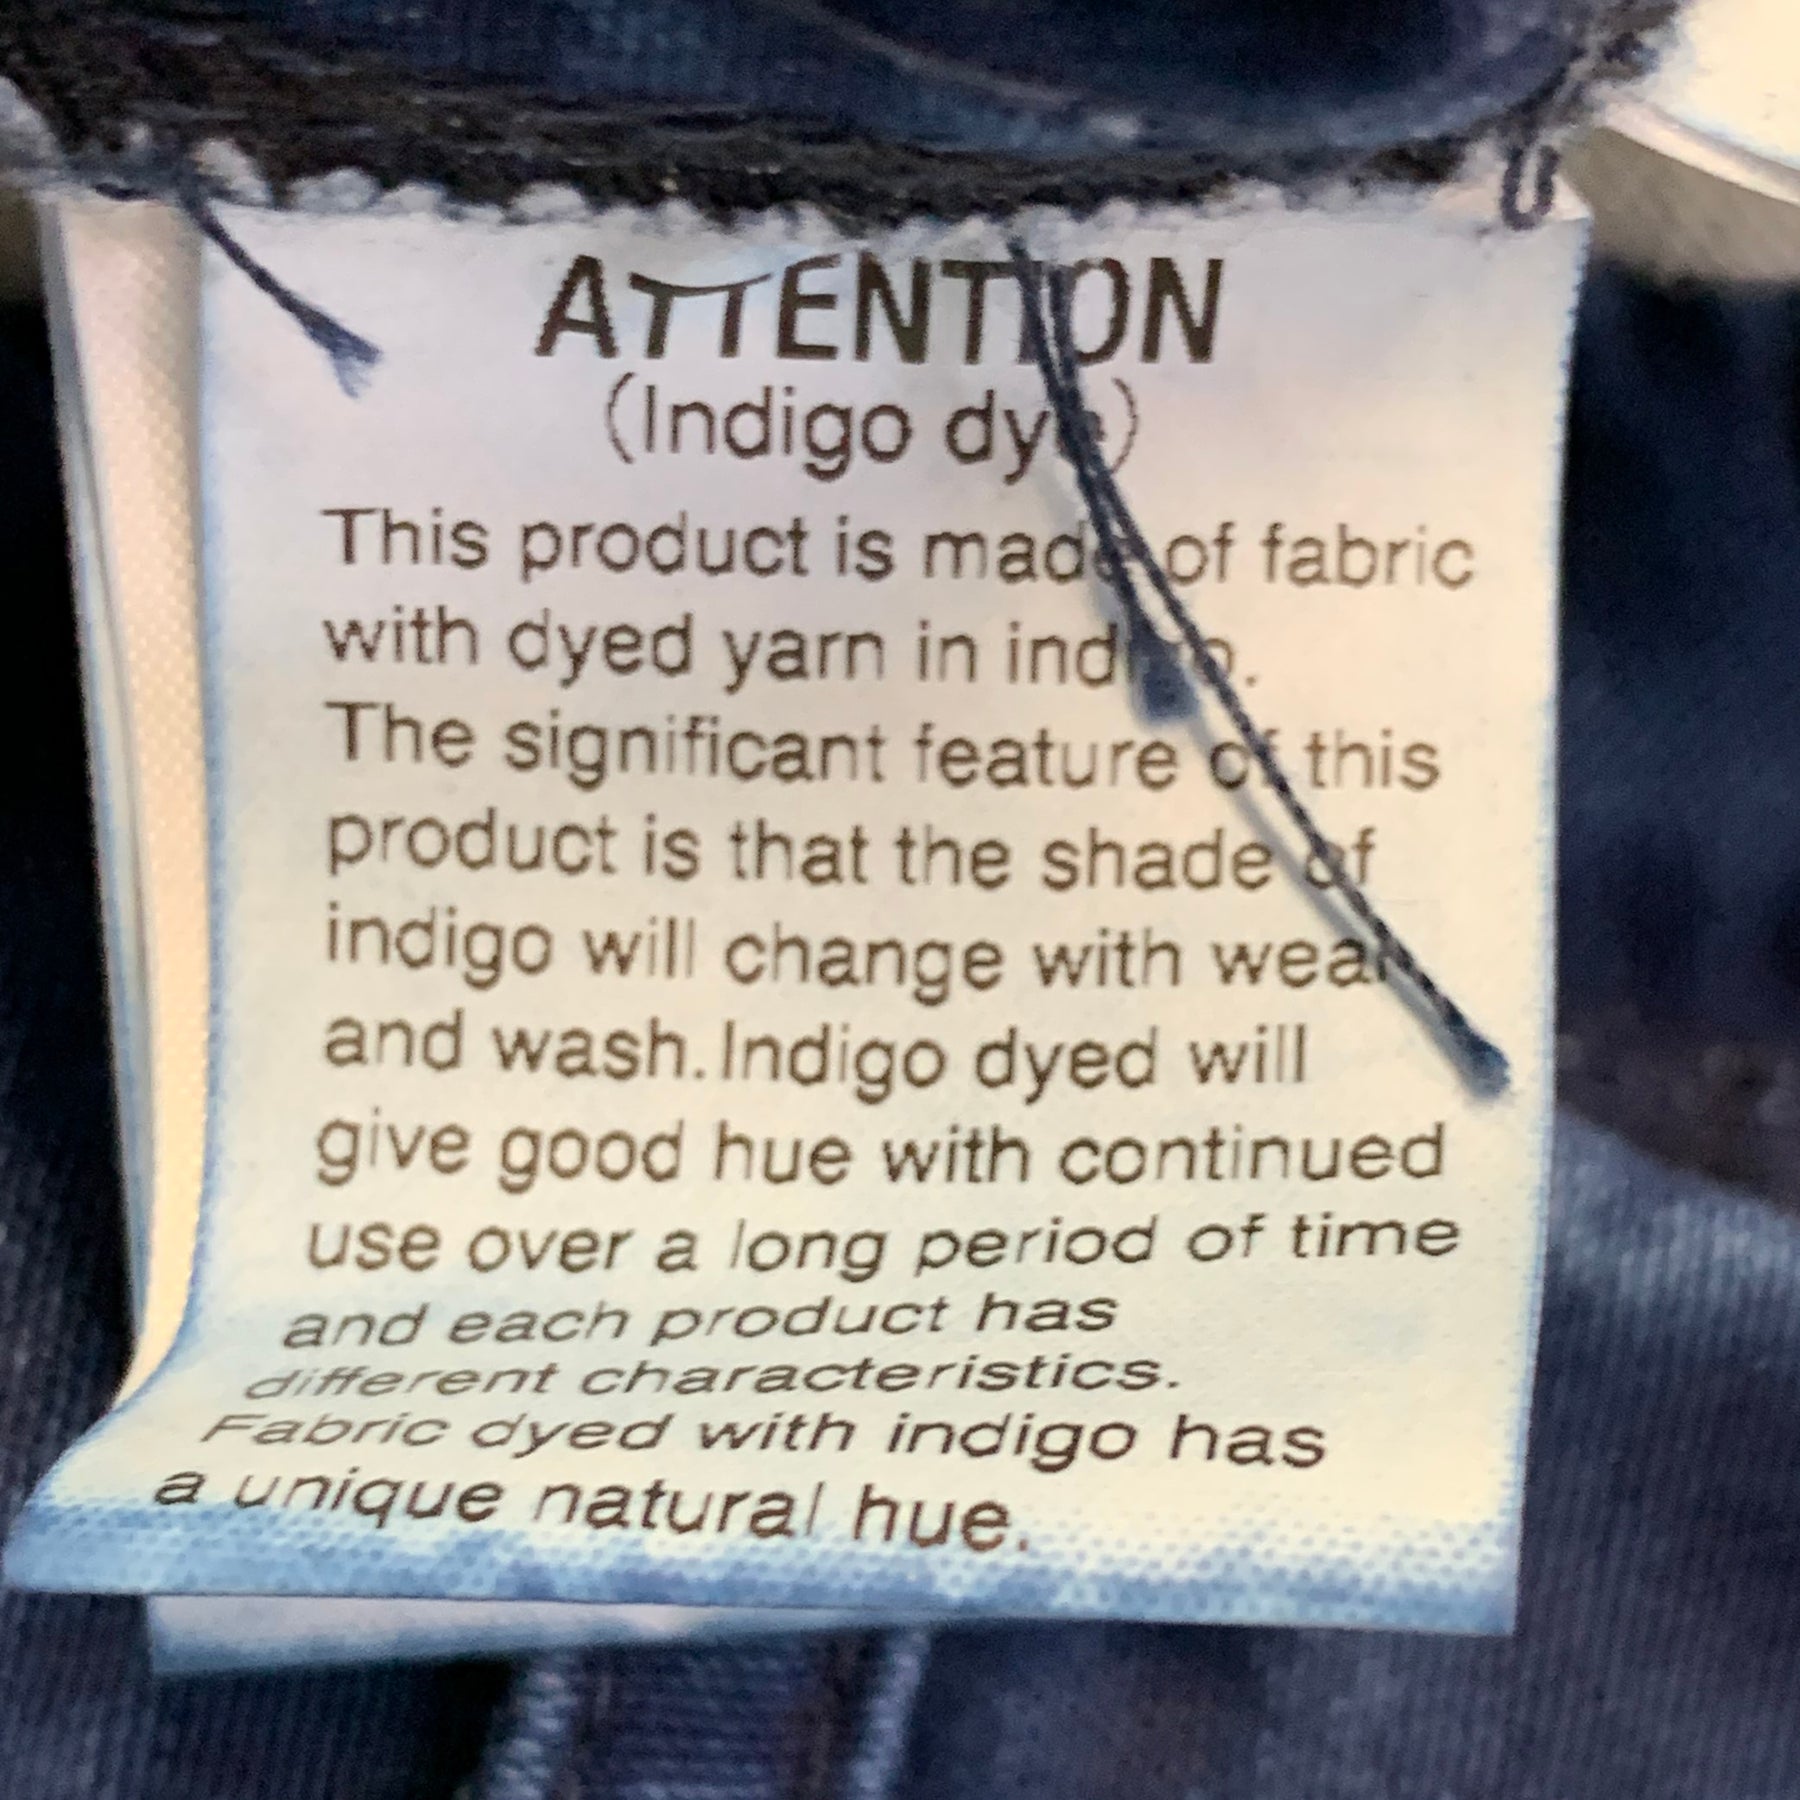 ATTENTION
(Indigo dye)
This product is made of fabric
with dyed yarn in indigo.
The significant feature of this
product is that the shade of
indigo will change with wear
and wash. Indigo dyed will
give good hue with continued
use over a long period of time
and each product has
different characteristics.
Fabric dyed with indigo has
a unique natural hue.